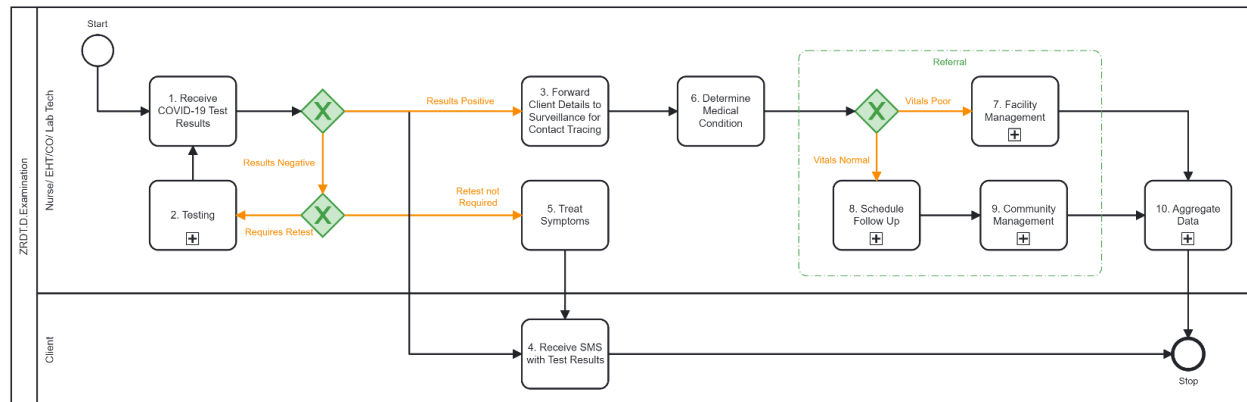 ZRDT.D.Examination
Nurse/ EHT/CO/ Lab Tech
Start
1. Receive
COVID-19 Test
Results
Results Positive
3. Forward
Client Details to
Surveillance for
Contact Tracing
6. Determine
Medical
Condition
Referral
Vitals Poor
7. Facility
Management
Results Negative
Vitals Normal
2. Testing
Requires Retest
Retest not
Required
5. Treat
Symptoms
8. Schedule
Follow Up
9. Community
Management
10. Aggregate
Data
Client
4. Receive SMS
with Test Results
Stop